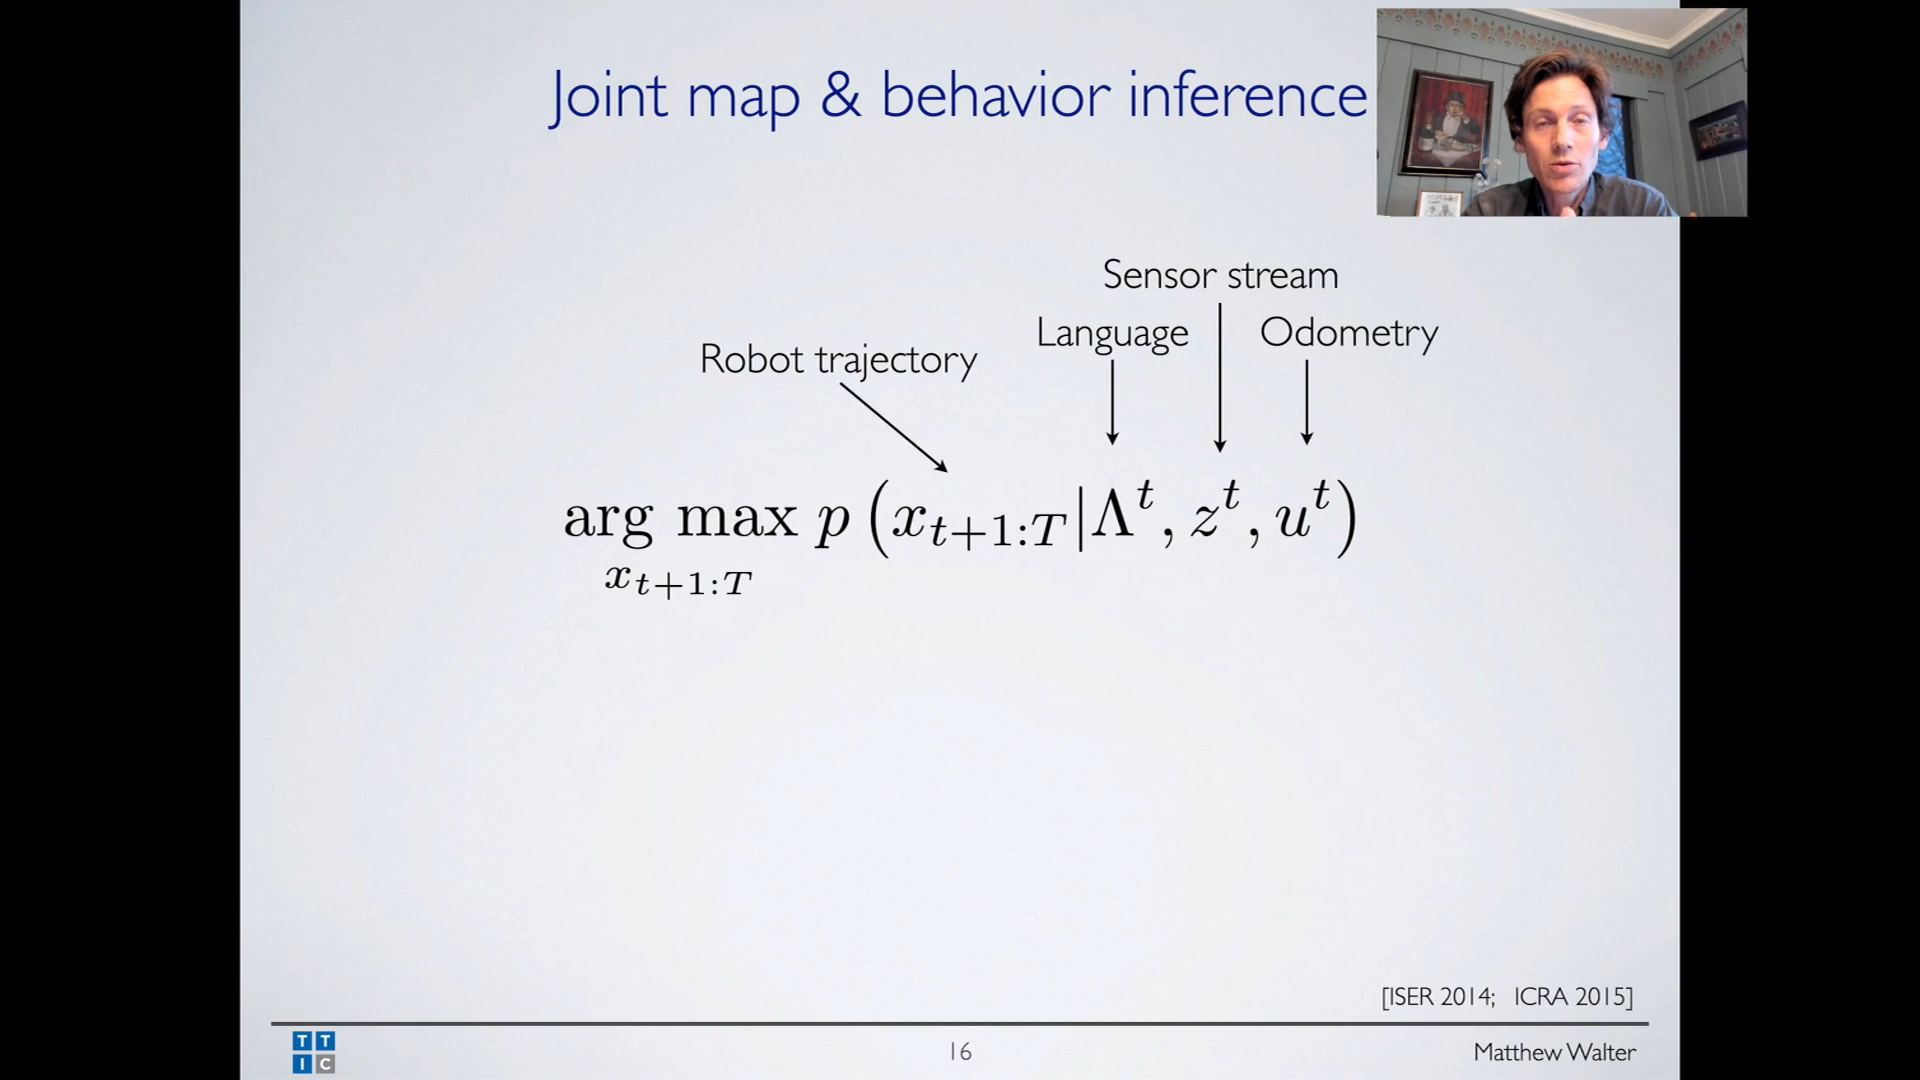 Joint map & behavior inference
Sensor stream
Language
Odometry
Robot trajectory
arg max p (x_{t+1:T}|Λ^t, z^t, u^t)
x_{t+1:T}
[ISER 2014; ICRA 2015]
TTIC
16
Matthew Walter